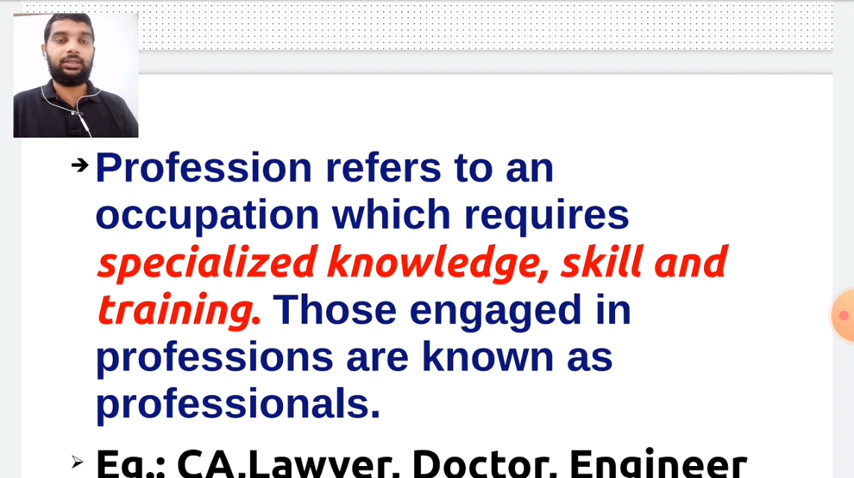 Profession refers to an
occupation which requires
specialized knowledge, skill and
training. Those engaged in
professions are known as
professionals.
Eg.: CA,Lawyer, Doctor, Engineer